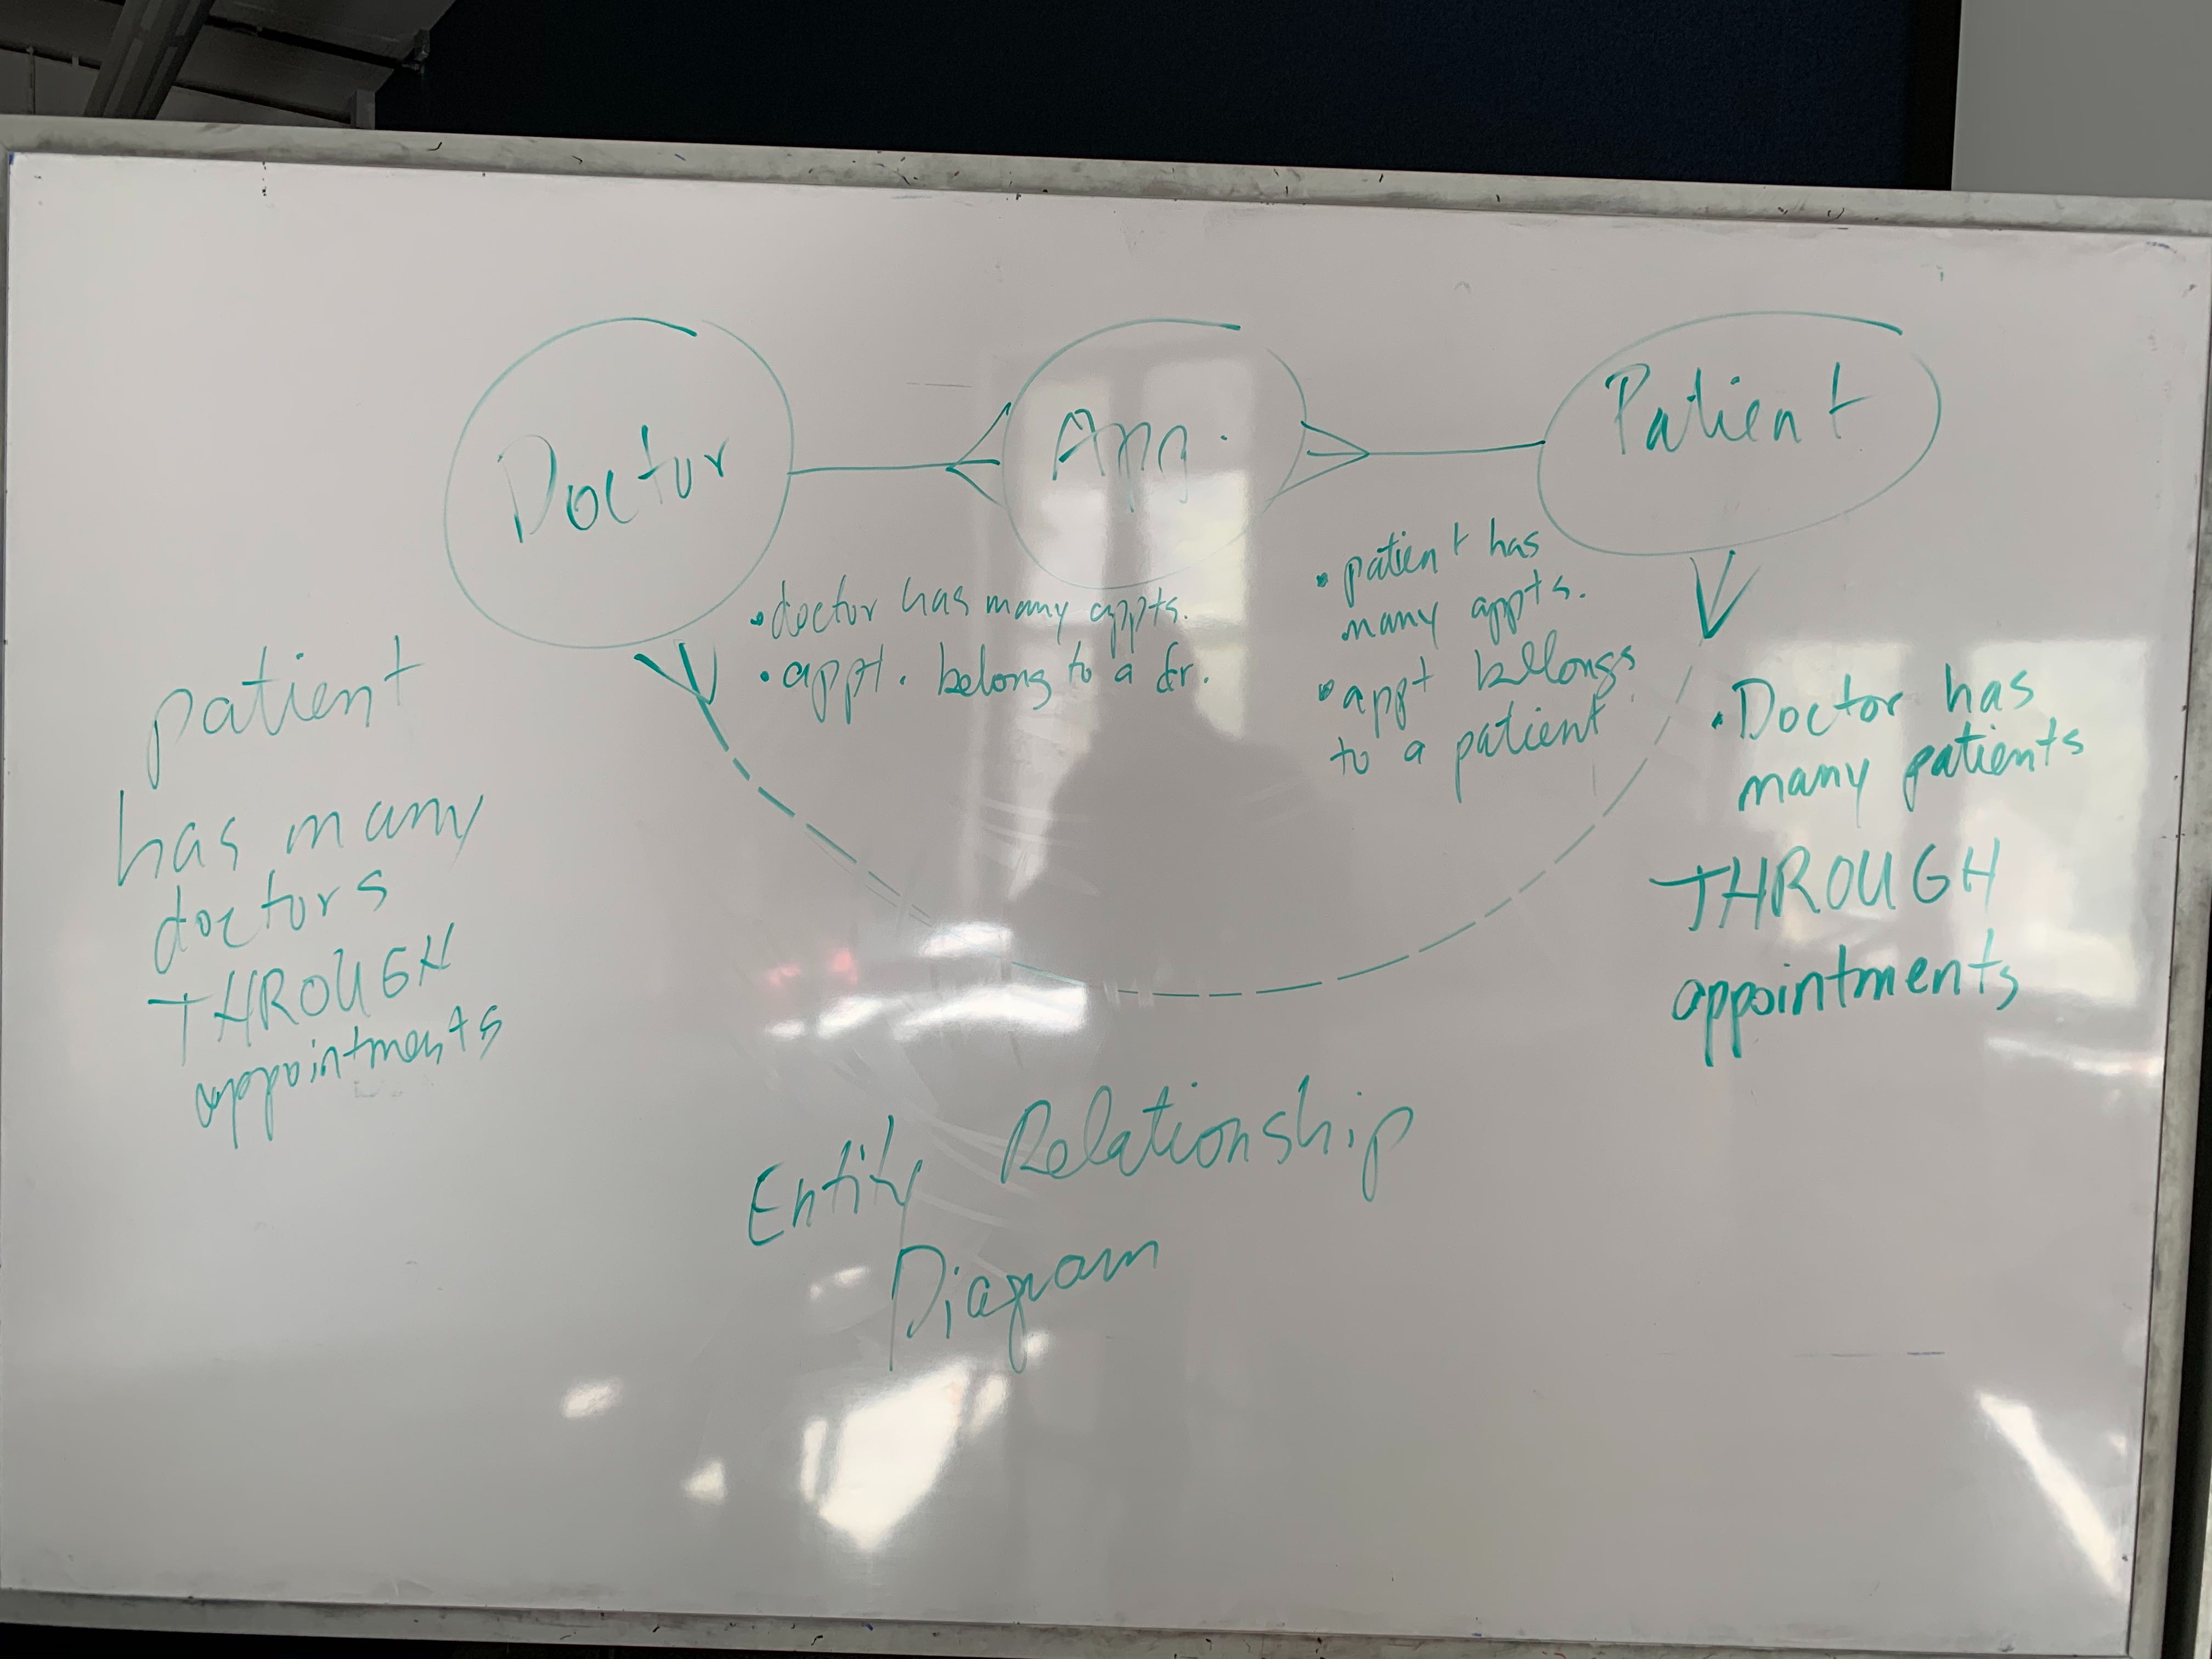 Doctor
App.
Patient
• doctor has many appts.
• appt. belong to a dr.
• patient has
many appts.
• appt bellongs
to a patient
patient
has many
doctors
THROUGH
appointments
• Doctor has
many patients
THROUGH
appointments
Entity Relationship
Diagram